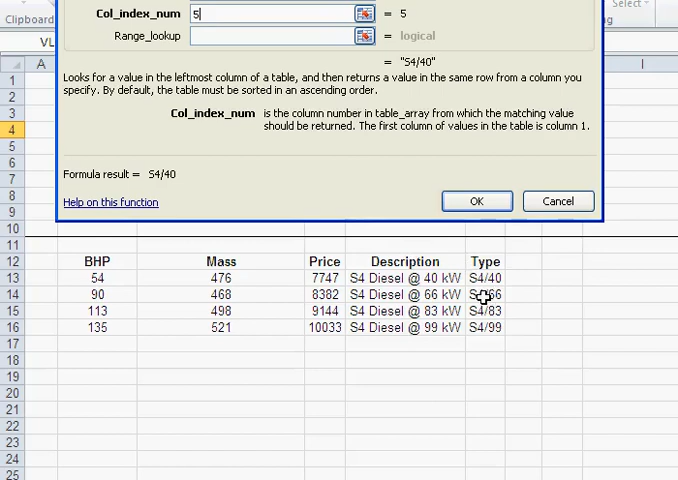 Col_index_num 5 = 5
Clipboard
Select
Range_lookup = logical
VL
= "S4/40"
A I
1
Looks for a value in the leftmost column of a table, and then returns a value in the same row from a column you
2
specify. By default, the table must be sorted in an ascending order.
3
Col_index_num is the column number in table_array from which the matching value
4
should be returned. The first column of values in the table is column 1.
5
6
7
Formula result = S4/40
8
Help on this function OK Cancel
9
10
11
12 BHP Mass Price Description Type
13 54 476 7747 S4 Diesel @ 40 kW S4/40
14 90 468 8382 S4 Diesel @ 66 kW
15 113 498 9144 S4 Diesel @ 83 kW S4/83
16 135 521 10033 S4 Diesel @ 99 kW S4/99
17
18
19
20
21
22
23
24
25